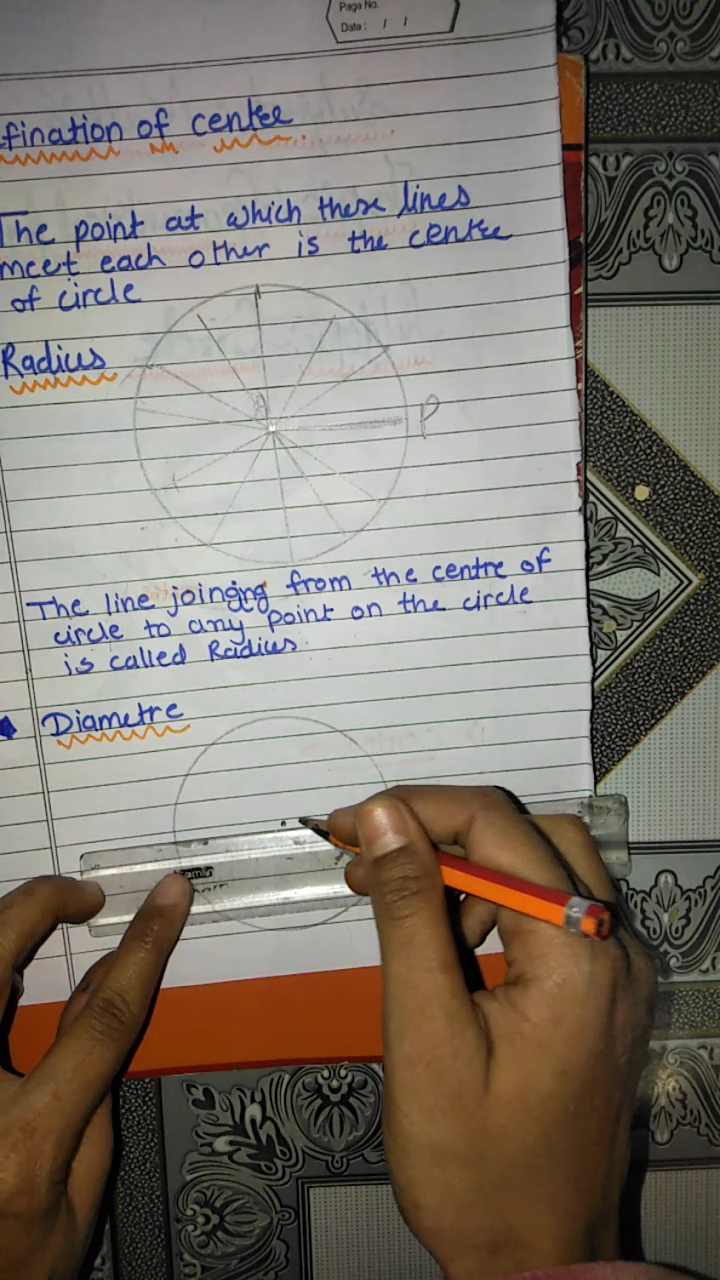 Page No.
Date: / /
fination of centre
The point at which these lines
meet each other is the centre
of circle
Radius
A
P
The line joinging from the centre of
circle to any point on the circle
is called Radius.
Diametre